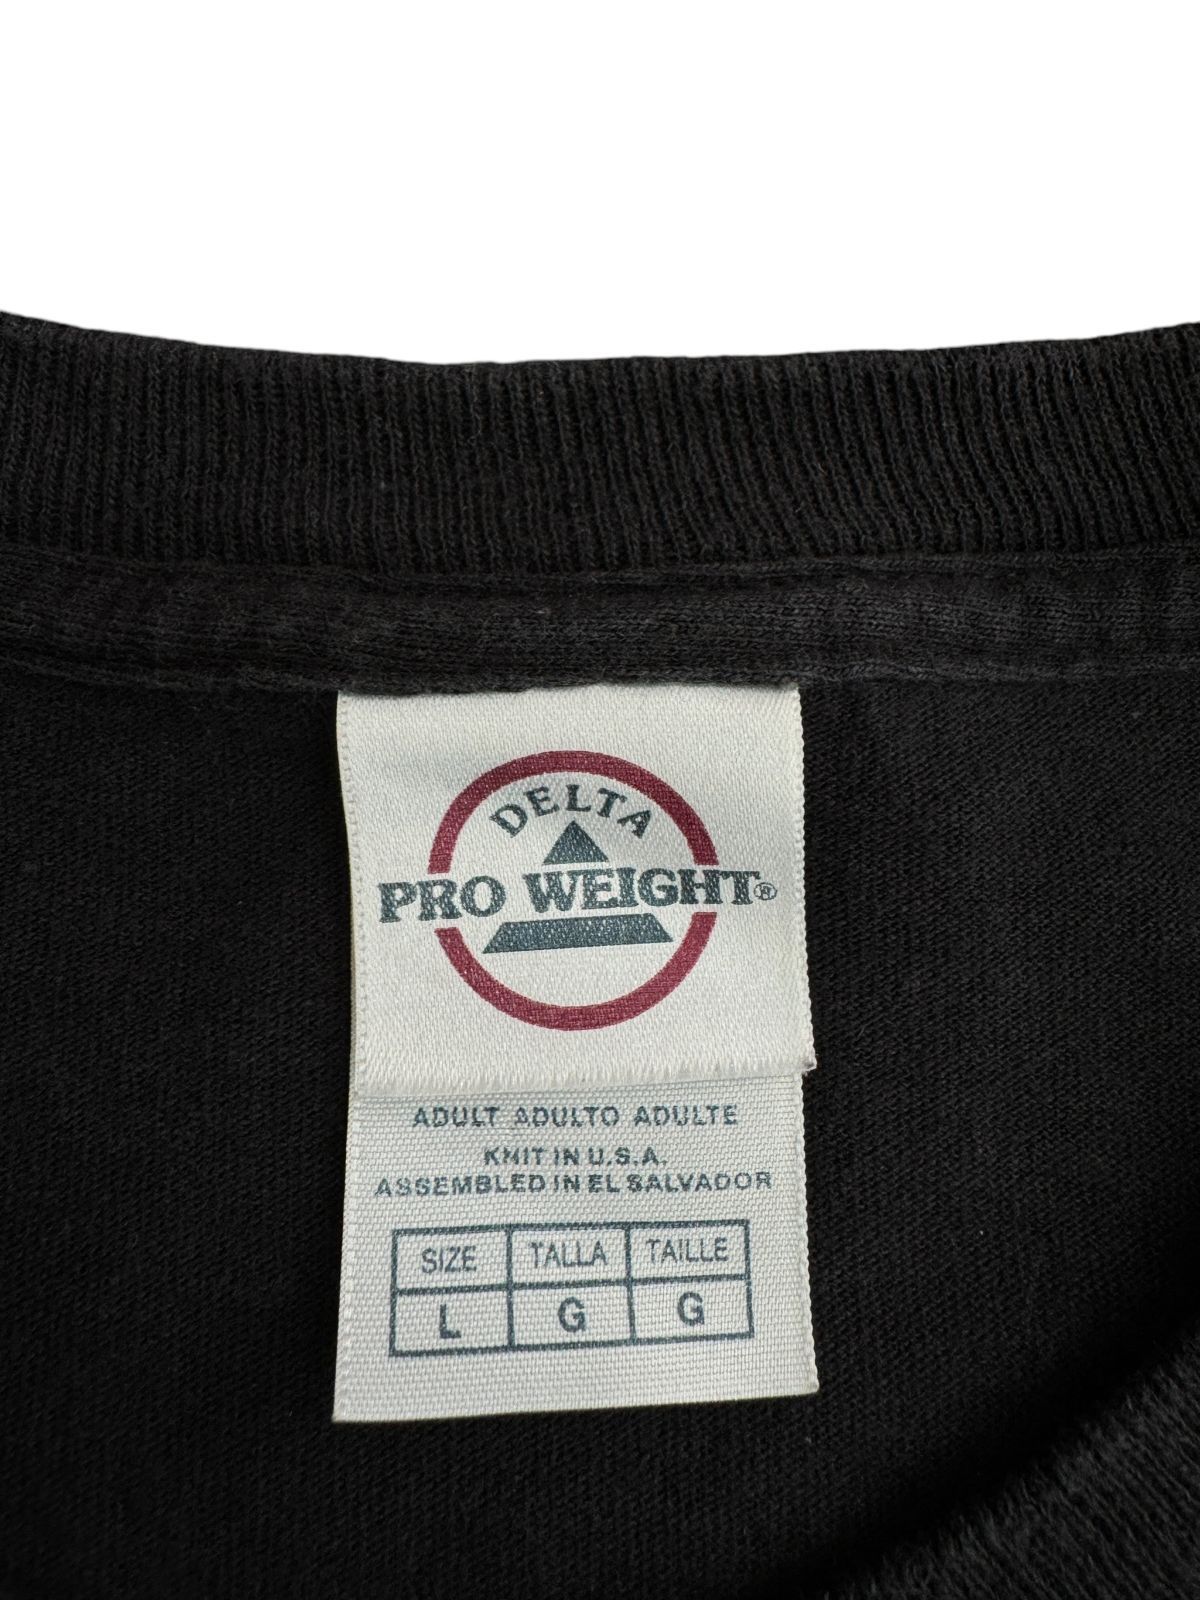 DELTA
PRO WEIGHT®
ADULT ADULTO ADULTE
KNIT IN U.S.A.
ASSEMBLED IN EL SALVADOR
SIZE TALLA TAILLE
L G G